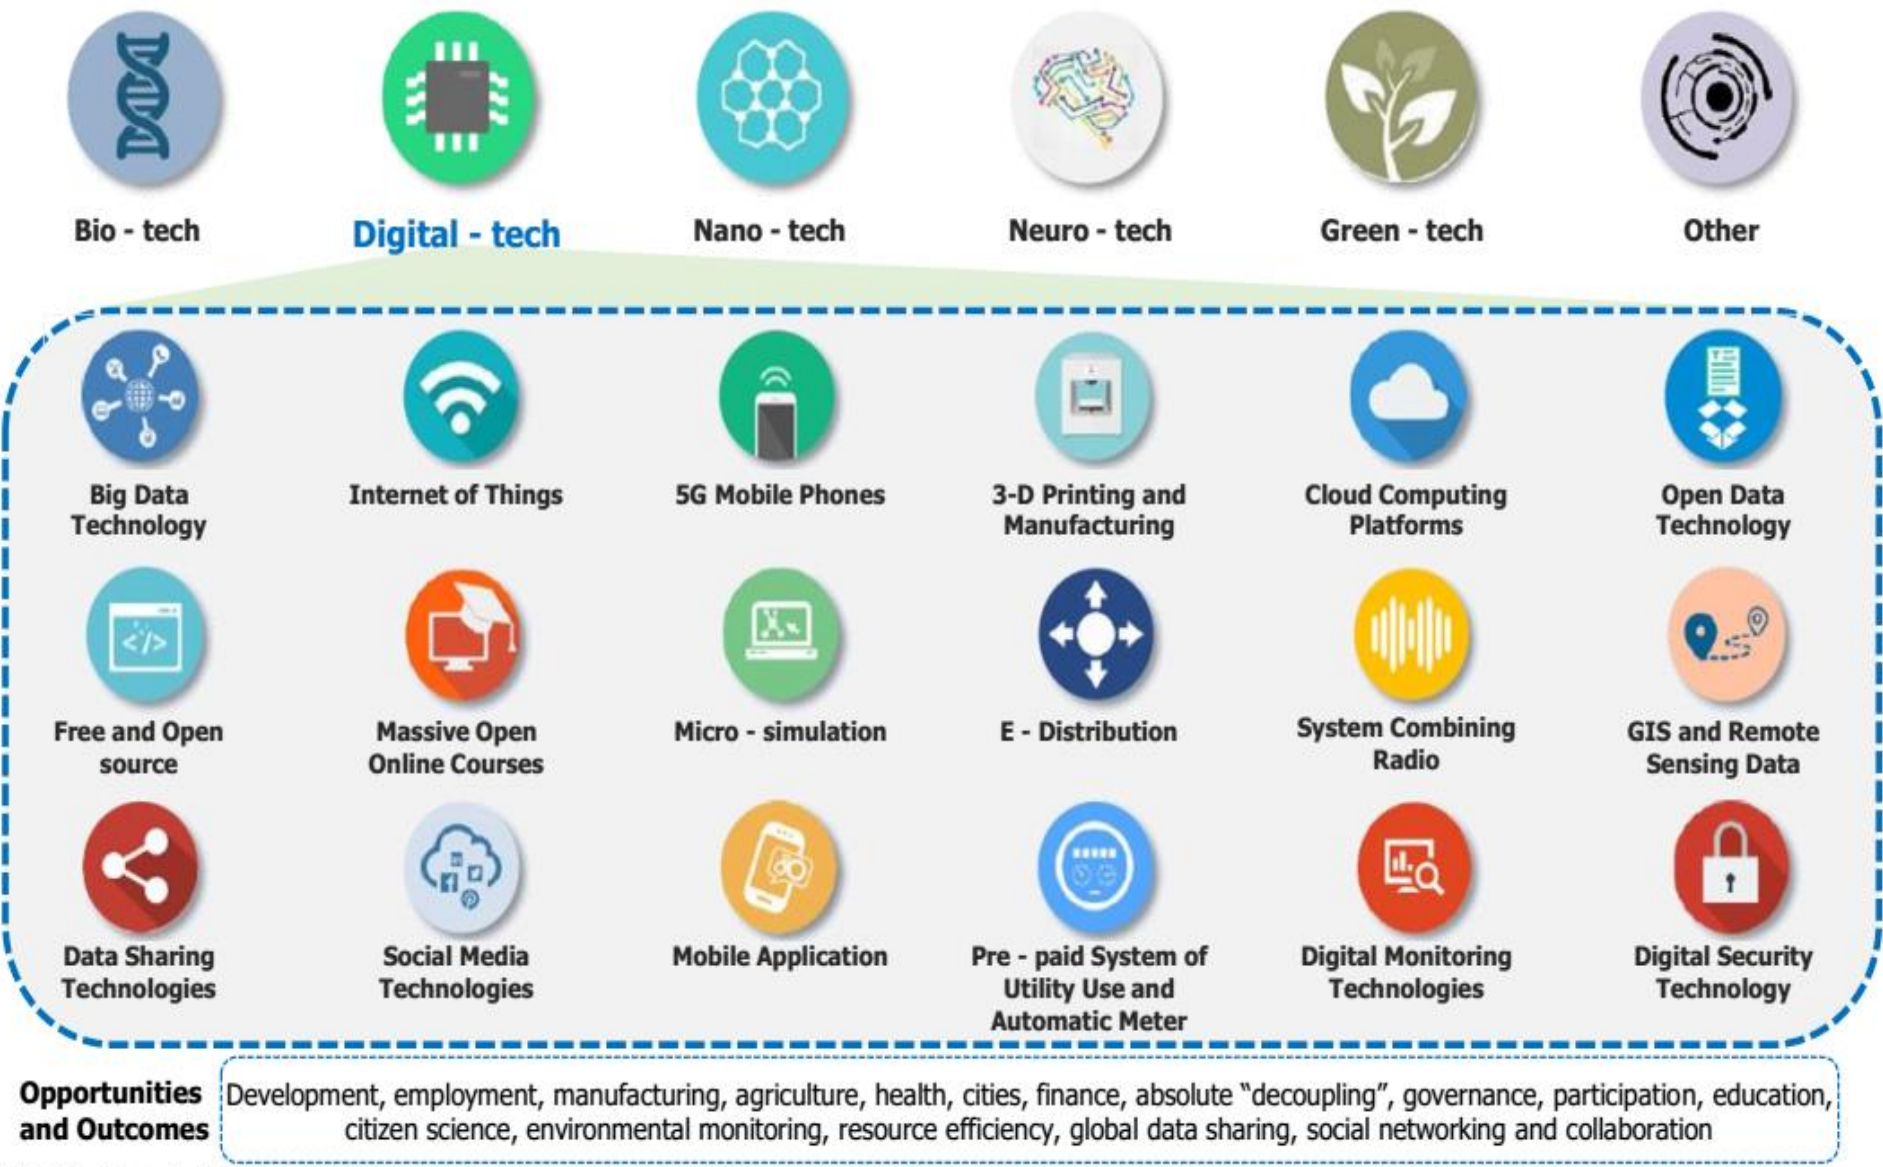 Bio - tech
Digital - tech
Nano - tech
Neuro - tech
Green - tech
Other
Big Data
Technology
Internet of Things
5G Mobile Phones
3-D Printing and
Manufacturing
Cloud Computing
Platforms
Open Data
Technology
Free and Open
source
Massive Open
Online Courses
Micro - simulation
E - Distribution
System Combining
Radio
GIS and Remote
Sensing Data
Data Sharing
Technologies
Social Media
Technologies
Mobile Application
Pre - paid System of
Utility Use and
Automatic Meter
Digital Monitoring
Technologies
Digital Security
Technology
Opportunities
and Outcomes
Development, employment, manufacturing, agriculture, health, cities, finance, absolute “decoupling”, governance, participation, education,
citizen science, environmental monitoring, resource efficiency, global data sharing, social networking and collaboration